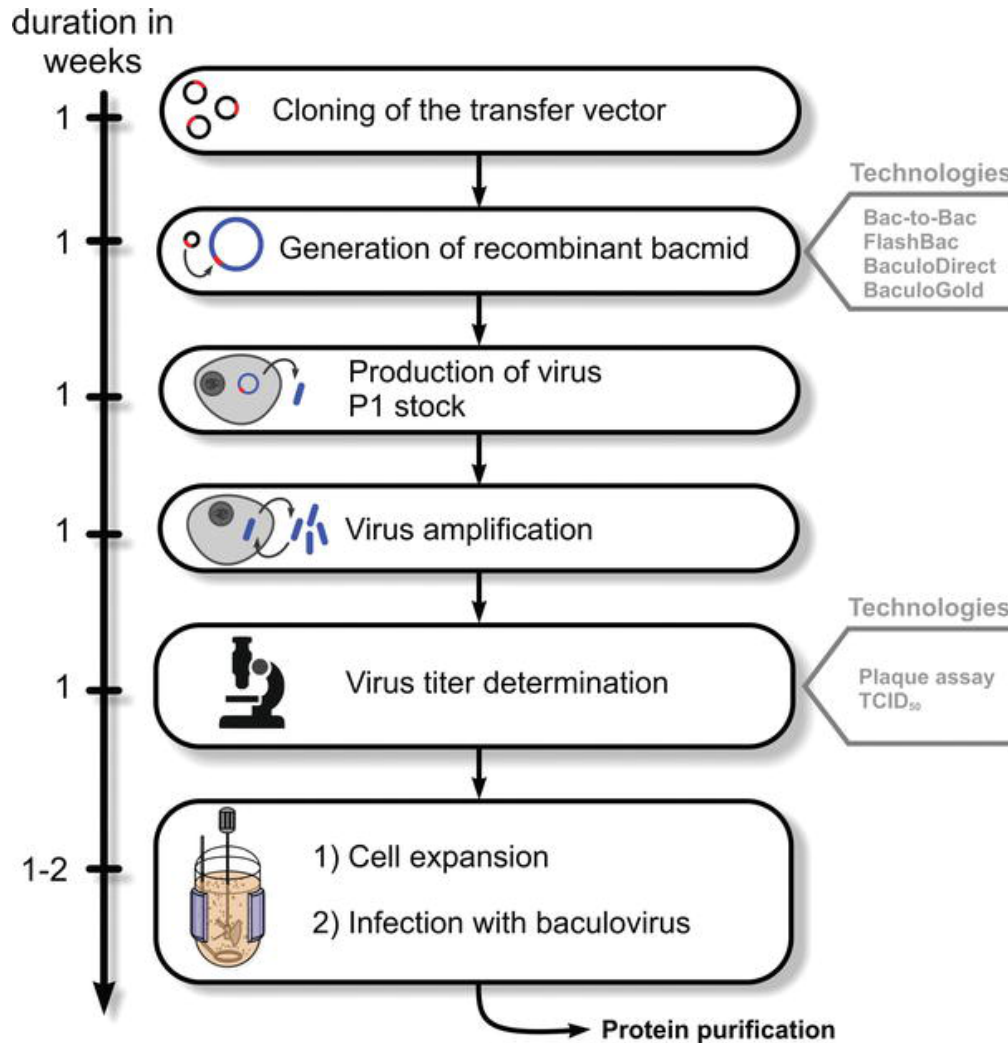 duration in
weeks
1
Cloning of the transfer vector
Technologies
1
Generation of recombinant bacmid
Bac-to-Bac
FlashBac
BaculoDirect
BaculoGold
1
Production of virus
P1 stock
1
Virus amplification
Technologies
1
Virus titer determination
Plaque assay
TCID₅₀
1-2
1) Cell expansion
2) Infection with baculovirus
Protein purification